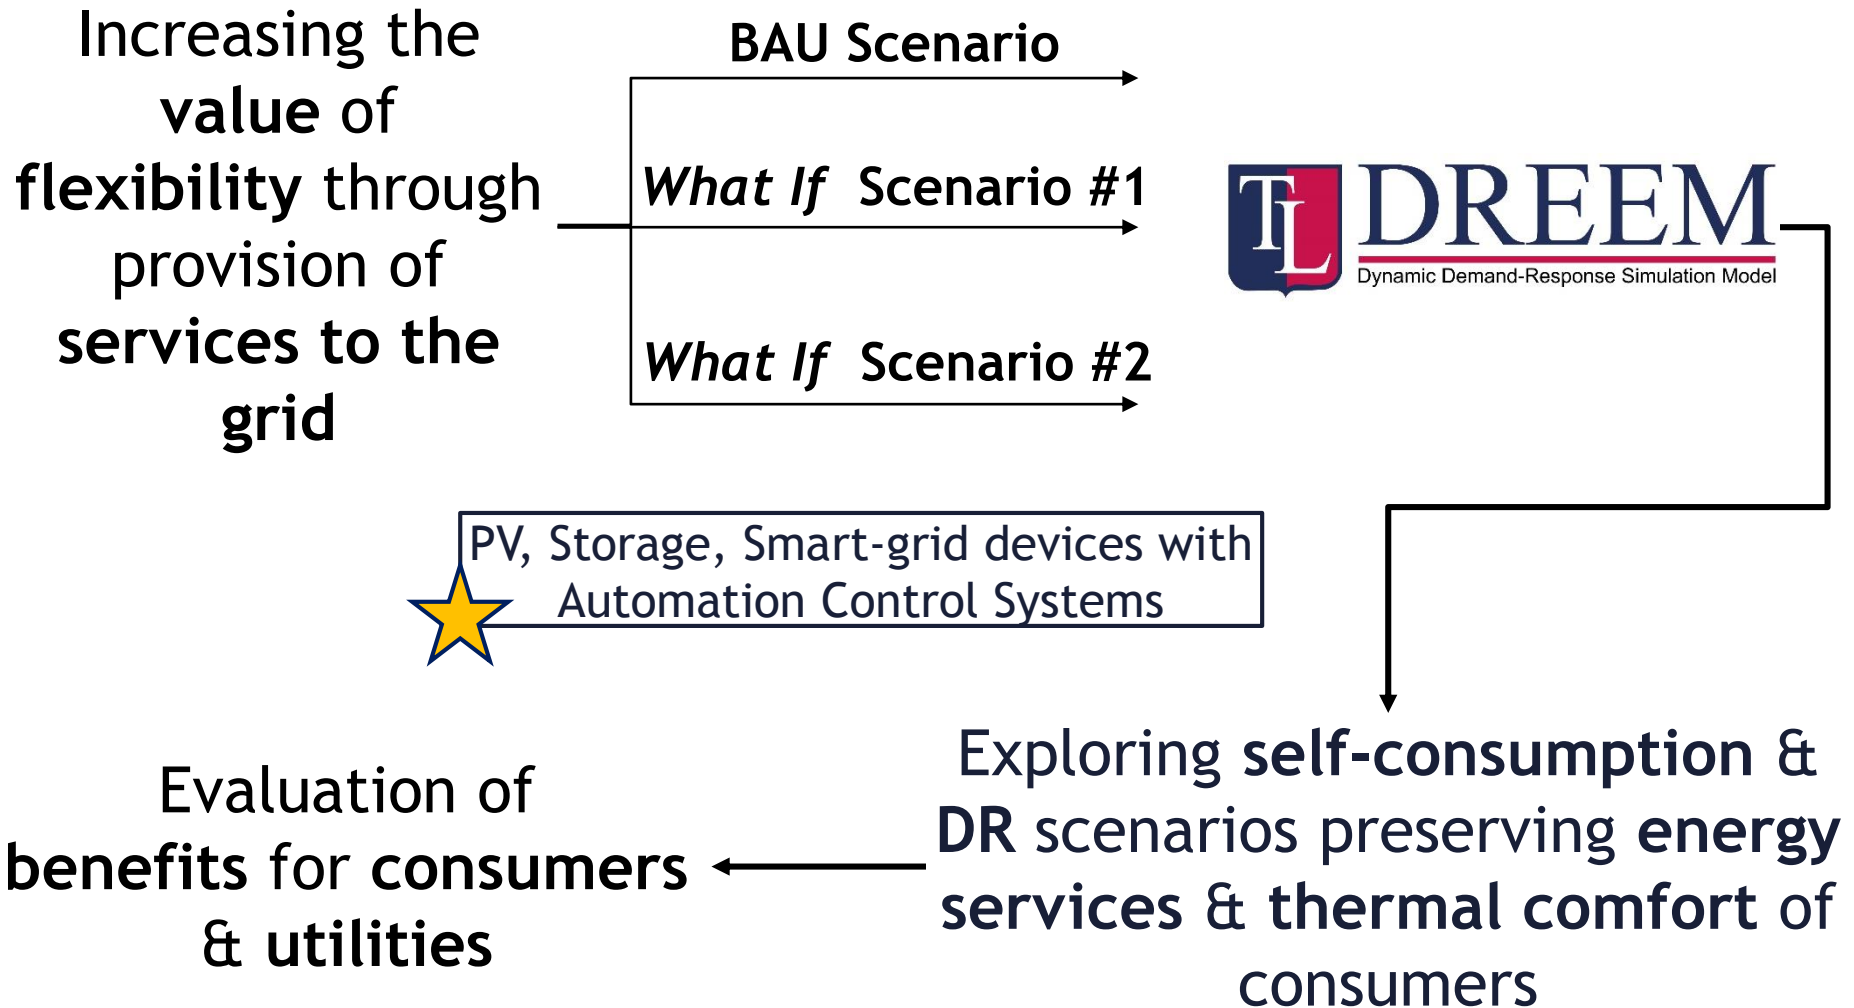 Increasing the
value of
flexibility through
provision of
services to the
grid
BAU Scenario
What If Scenario #1
What If Scenario #2
TL
DREEM
Dynamic Demand-Response Simulation Model
PV, Storage, Smart-grid devices with
Automation Control Systems
Exploring self-consumption &
DR scenarios preserving energy
services & thermal comfort of
consumers
Evaluation of
benefits for consumers
& utilities